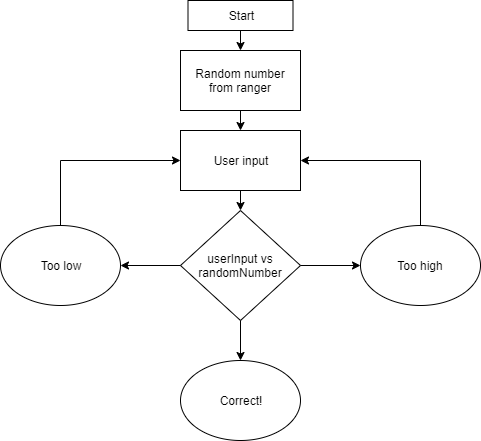 Start
Random number
from ranger
User input
userInput vs
randomNumber
Too low
Too high
Correct!